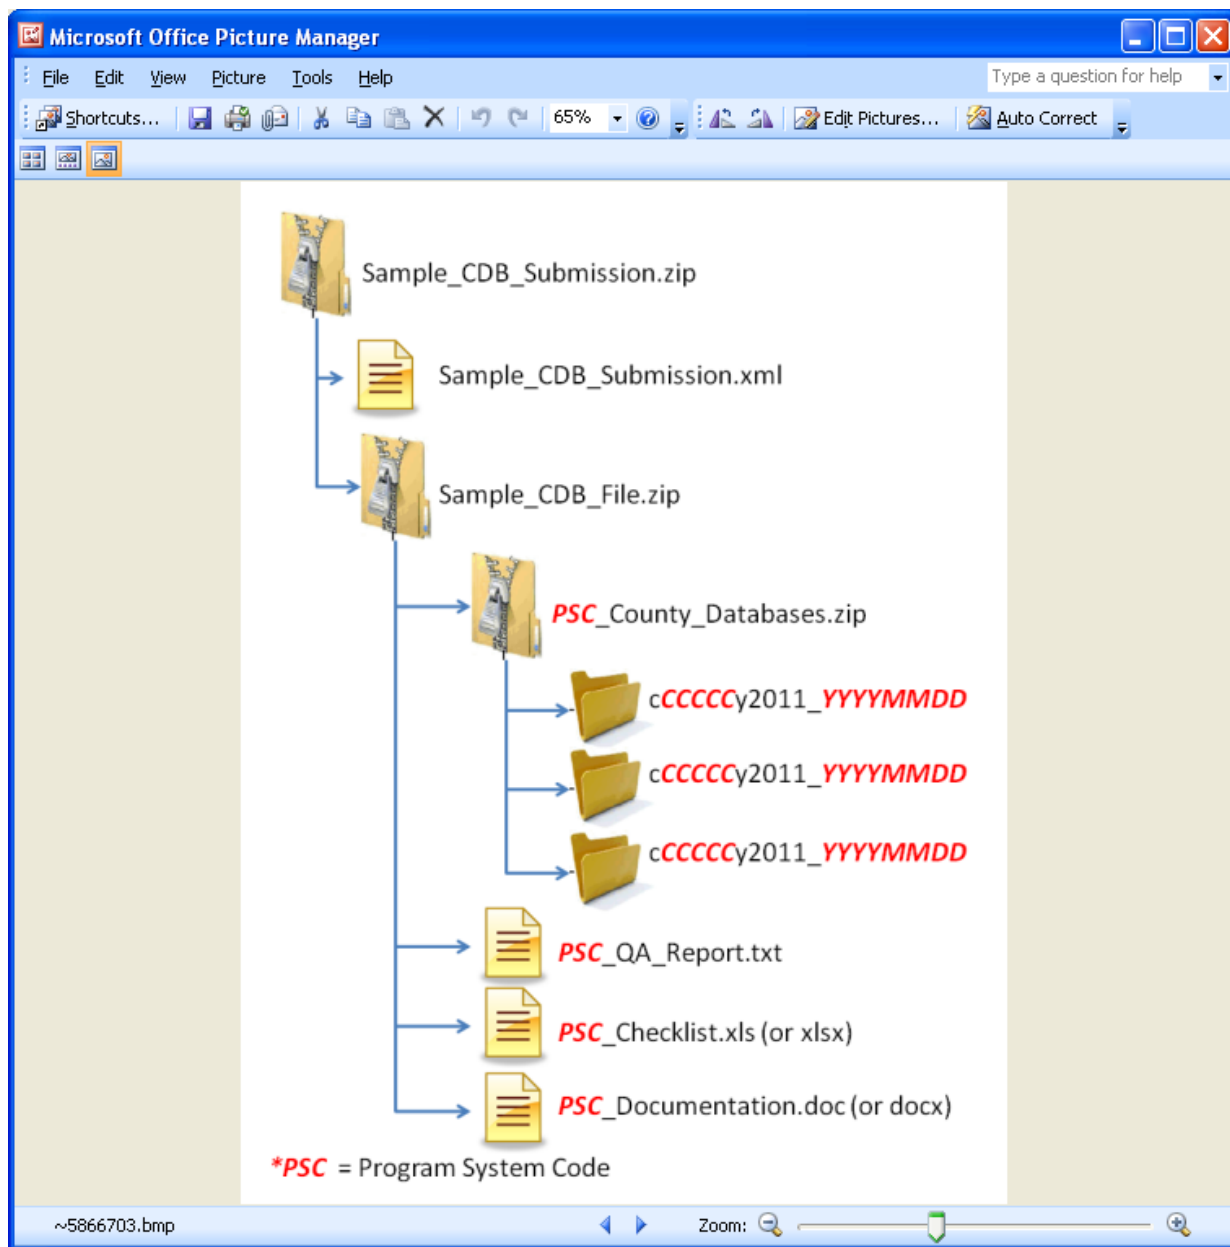 Microsoft Office Picture Manager
File Edit View Picture Tools Help
Type a question for help
Shortcuts... 65% Edit Pictures... Auto Correct
Sample_CDB_Submission.zip
Sample_CDB_Submission.xml
Sample_CDB_File.zip
PSC_County_Databases.zip
cCCCCCy2011_YYYYMMDD
cCCCCCy2011_YYYYMMDD
cCCCCCy2011_YYYYMMDD
PSC_QA_Report.txt
PSC_Checklist.xls (or xlsx)
PSC_Documentation.doc (or docx)
*PSC = Program System Code
~5866703.bmp Zoom: